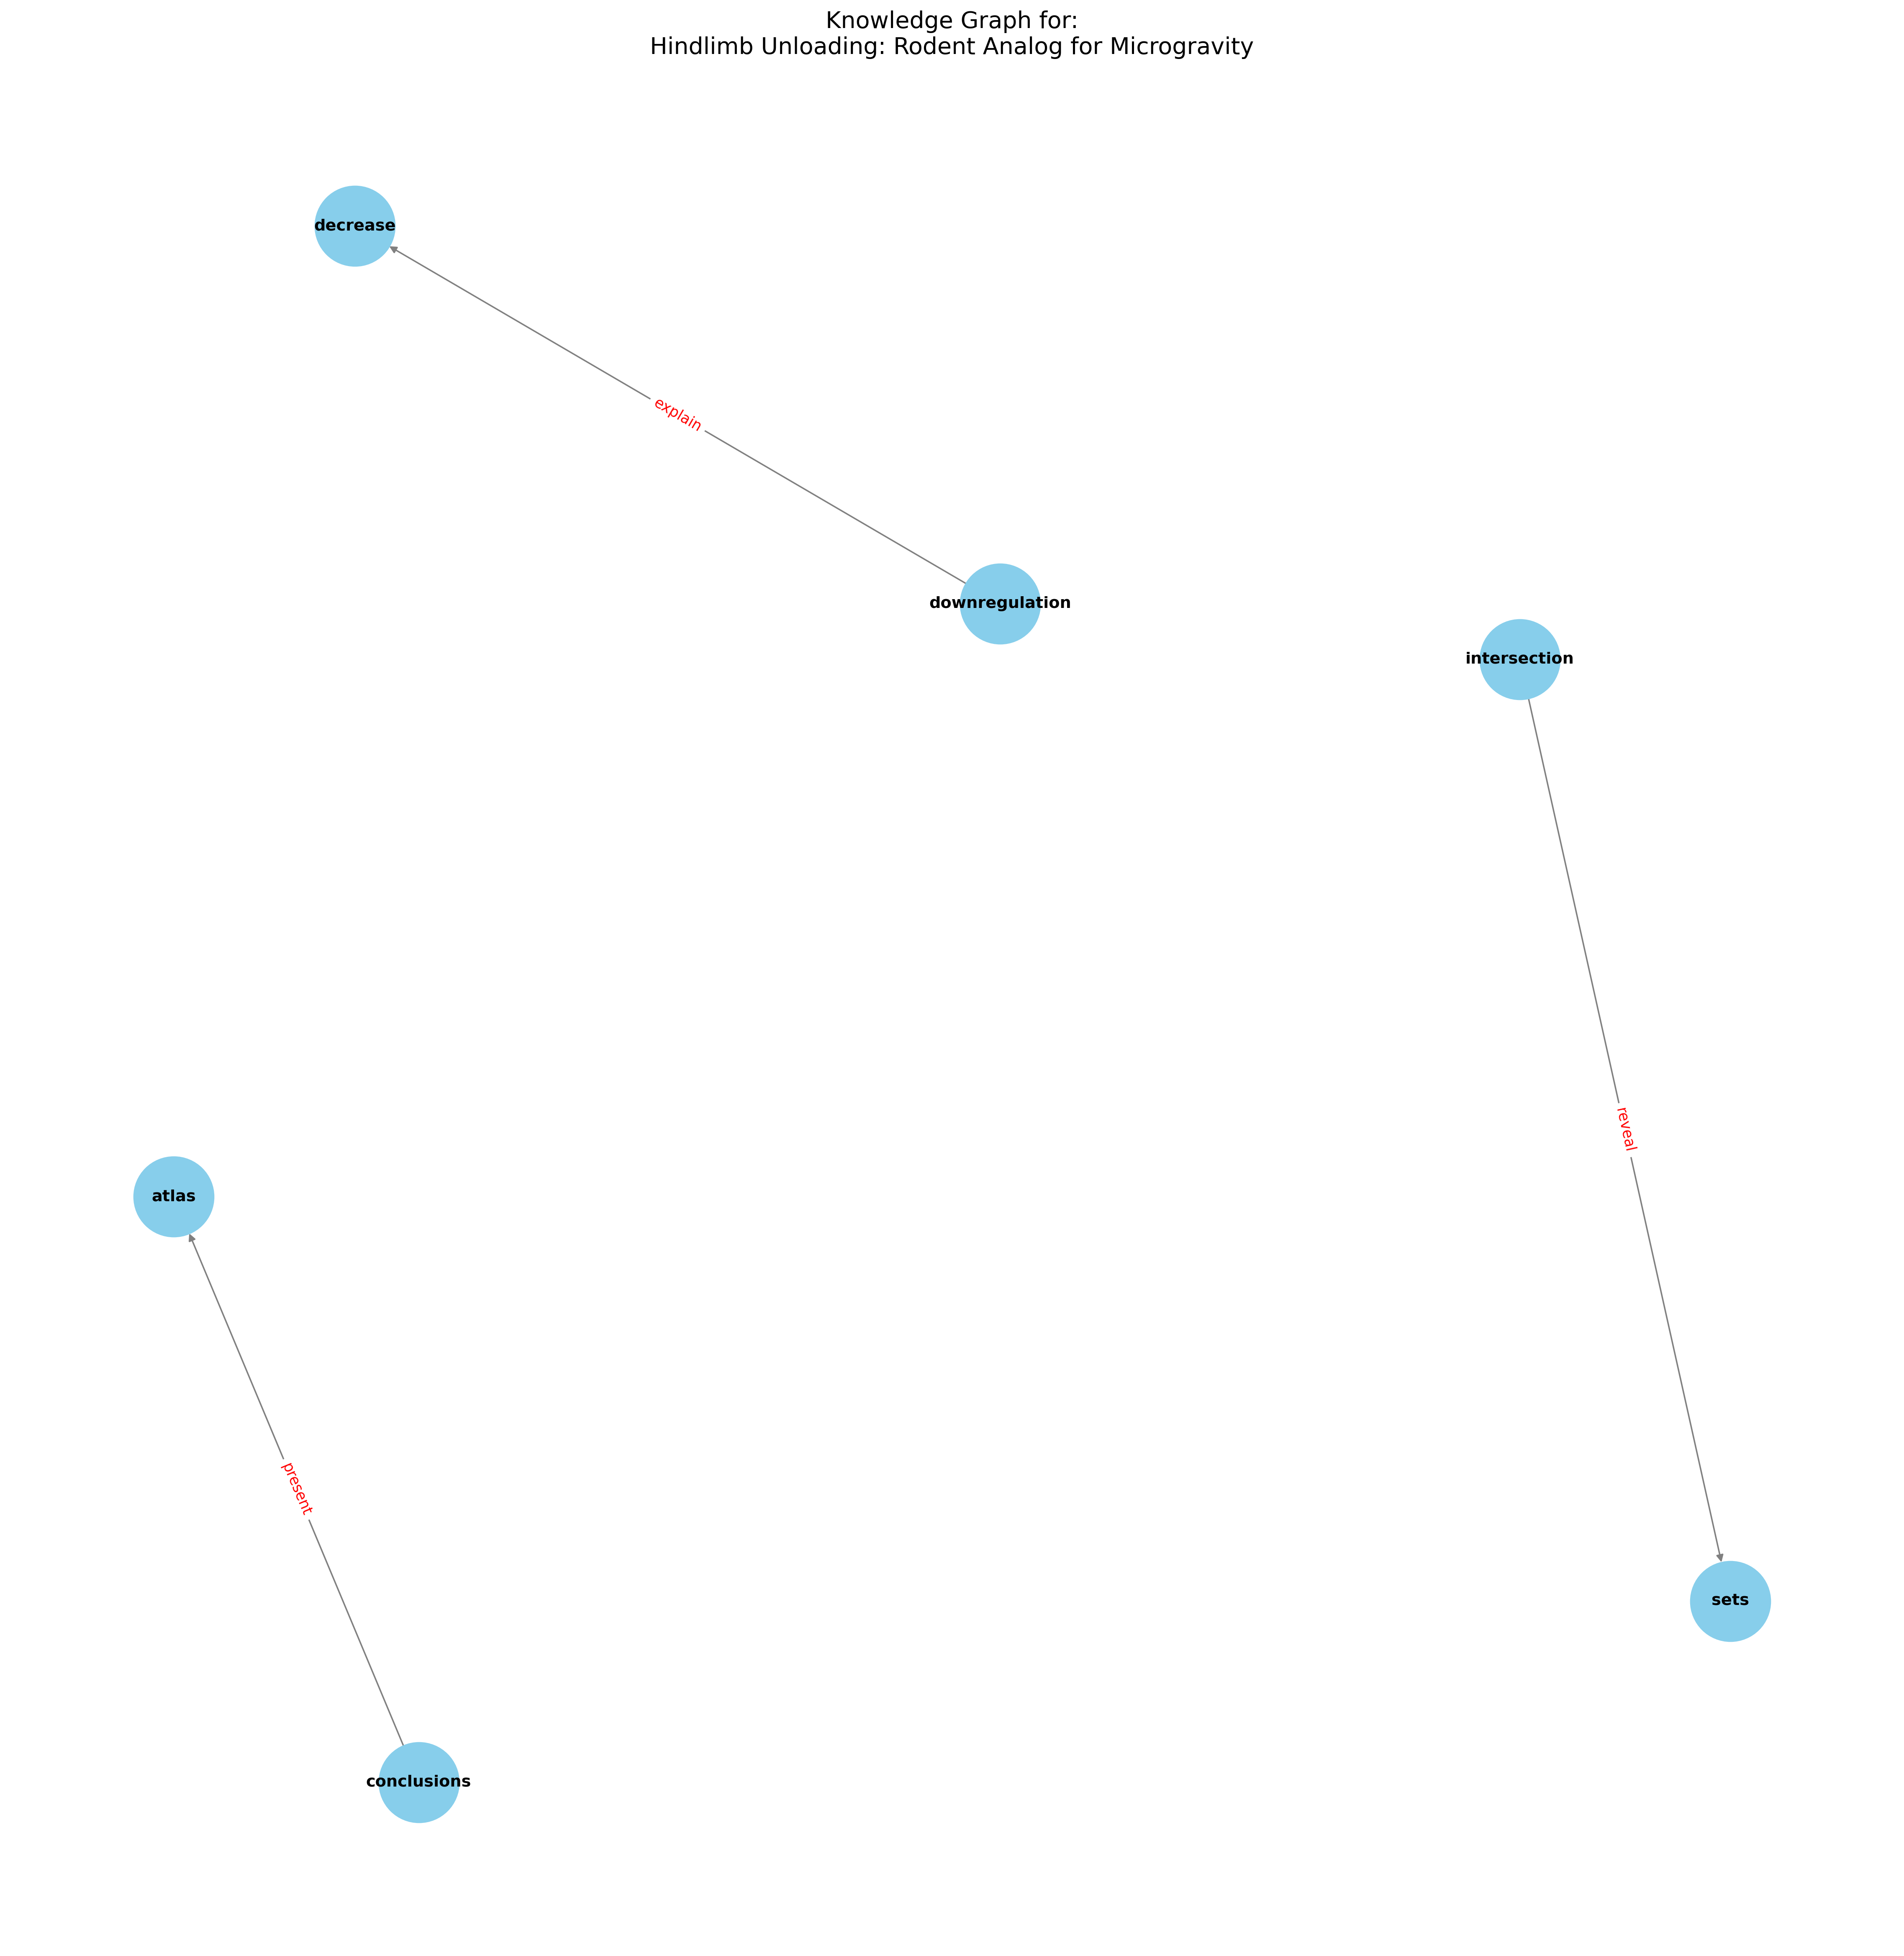 Knowledge Graph for:
Hindlimb Unloading: Rodent Analog for Microgravity
decrease
explain
downregulation
intersection
reveal
atlas
present
sets
conclusions